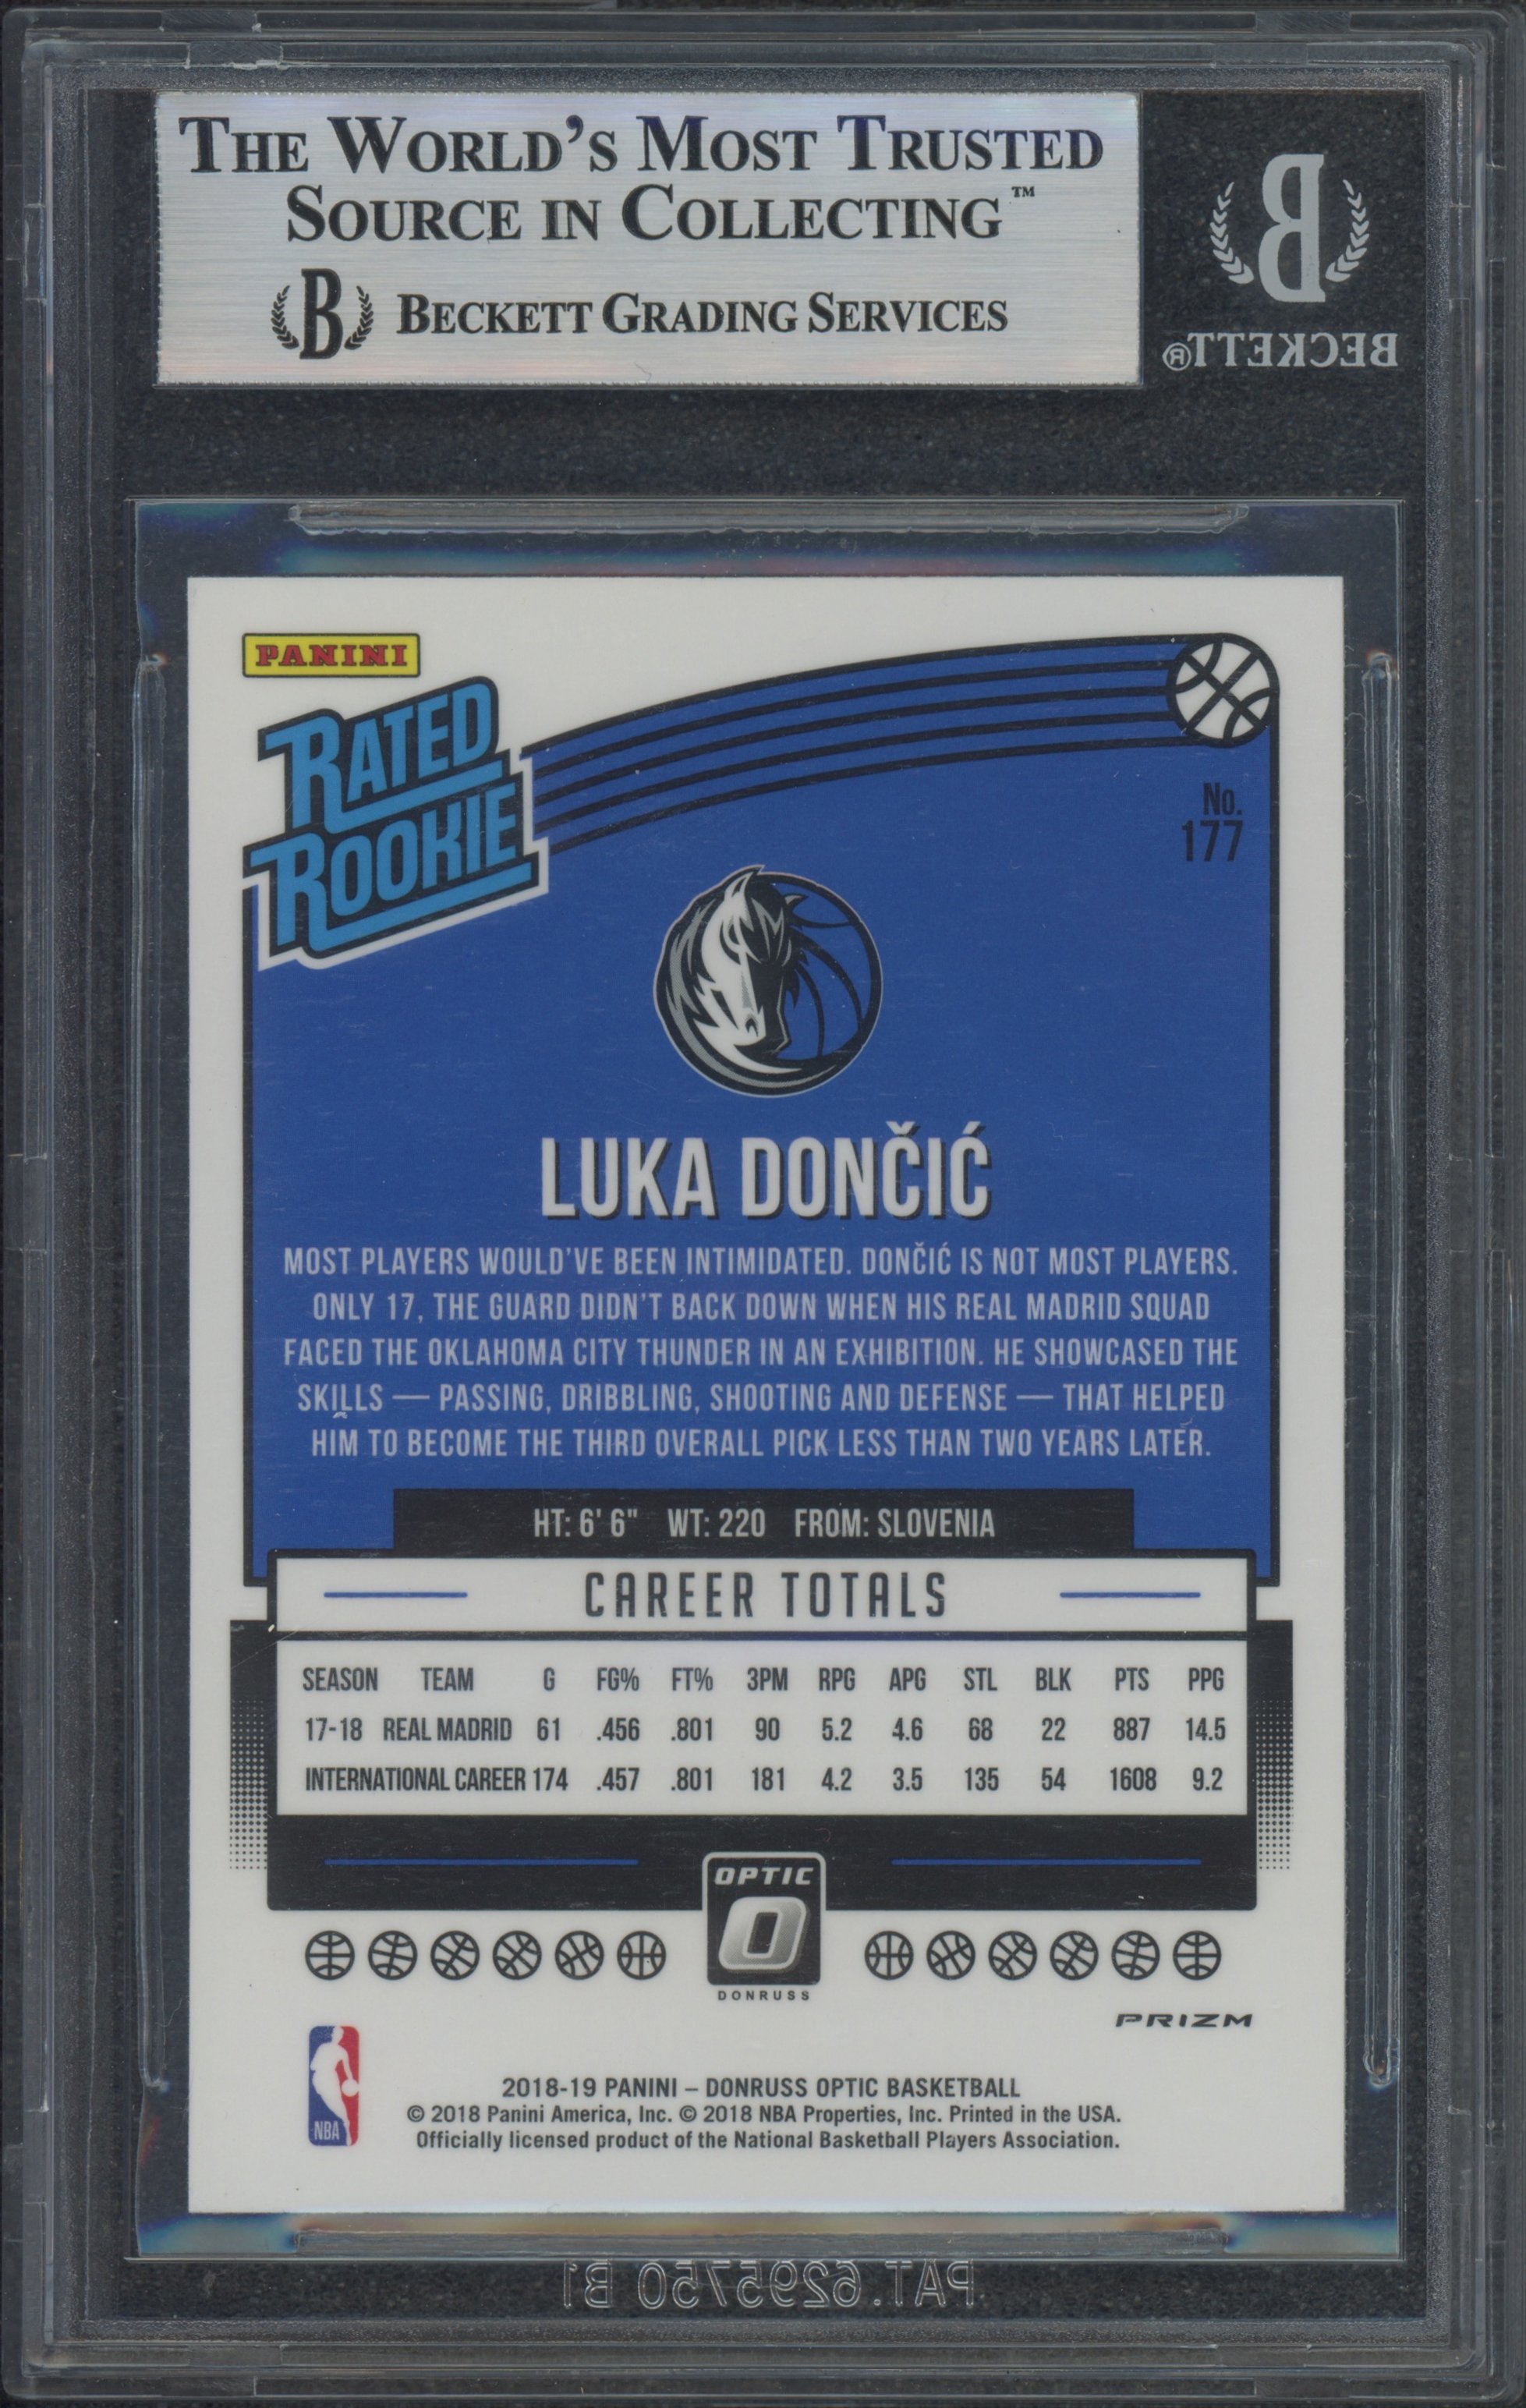 THE WORLD'S MOST TRUSTED
SOURCE IN COLLECTING™
B BECKETT GRADING SERVICES
B
BECKETT®
PANINI
RATED
ROOKIE
No.
177
LUKA DONČIĆ
MOST PLAYERS WOULD'VE BEEN INTIMIDATED. DONČIĆ IS NOT MOST PLAYERS.
ONLY 17, THE GUARD DIDN'T BACK DOWN WHEN HIS REAL MADRID SQUAD
FACED THE OKLAHOMA CITY THUNDER IN AN EXHIBITION. HE SHOWCASED THE
SKILLS — PASSING, DRIBBLING, SHOOTING AND DEFENSE — THAT HELPED
HIM TO BECOME THE THIRD OVERALL PICK LESS THAN TWO YEARS LATER.
HT: 6' 6" WT: 220 FROM: SLOVENIA
CAREER TOTALS
SEASON TEAM G FG% FT% 3PM RPG APG STL BLK PTS PPG
17-18 REAL MADRID 61 .456 .801 90 5.2 4.6 68 22 887 14.5
INTERNATIONAL CAREER 174 .457 .801 181 4.2 3.5 135 54 1608 9.2
OPTIC
O
DONRUSS
PRIZM
NBA
2018-19 PANINI – DONRUSS OPTIC BASKETBALL
© 2018 Panini America, Inc. © 2018 NBA Properties, Inc. Printed in the USA.
Officially licensed product of the National Basketball Players Association.
PAT.6295750 B1